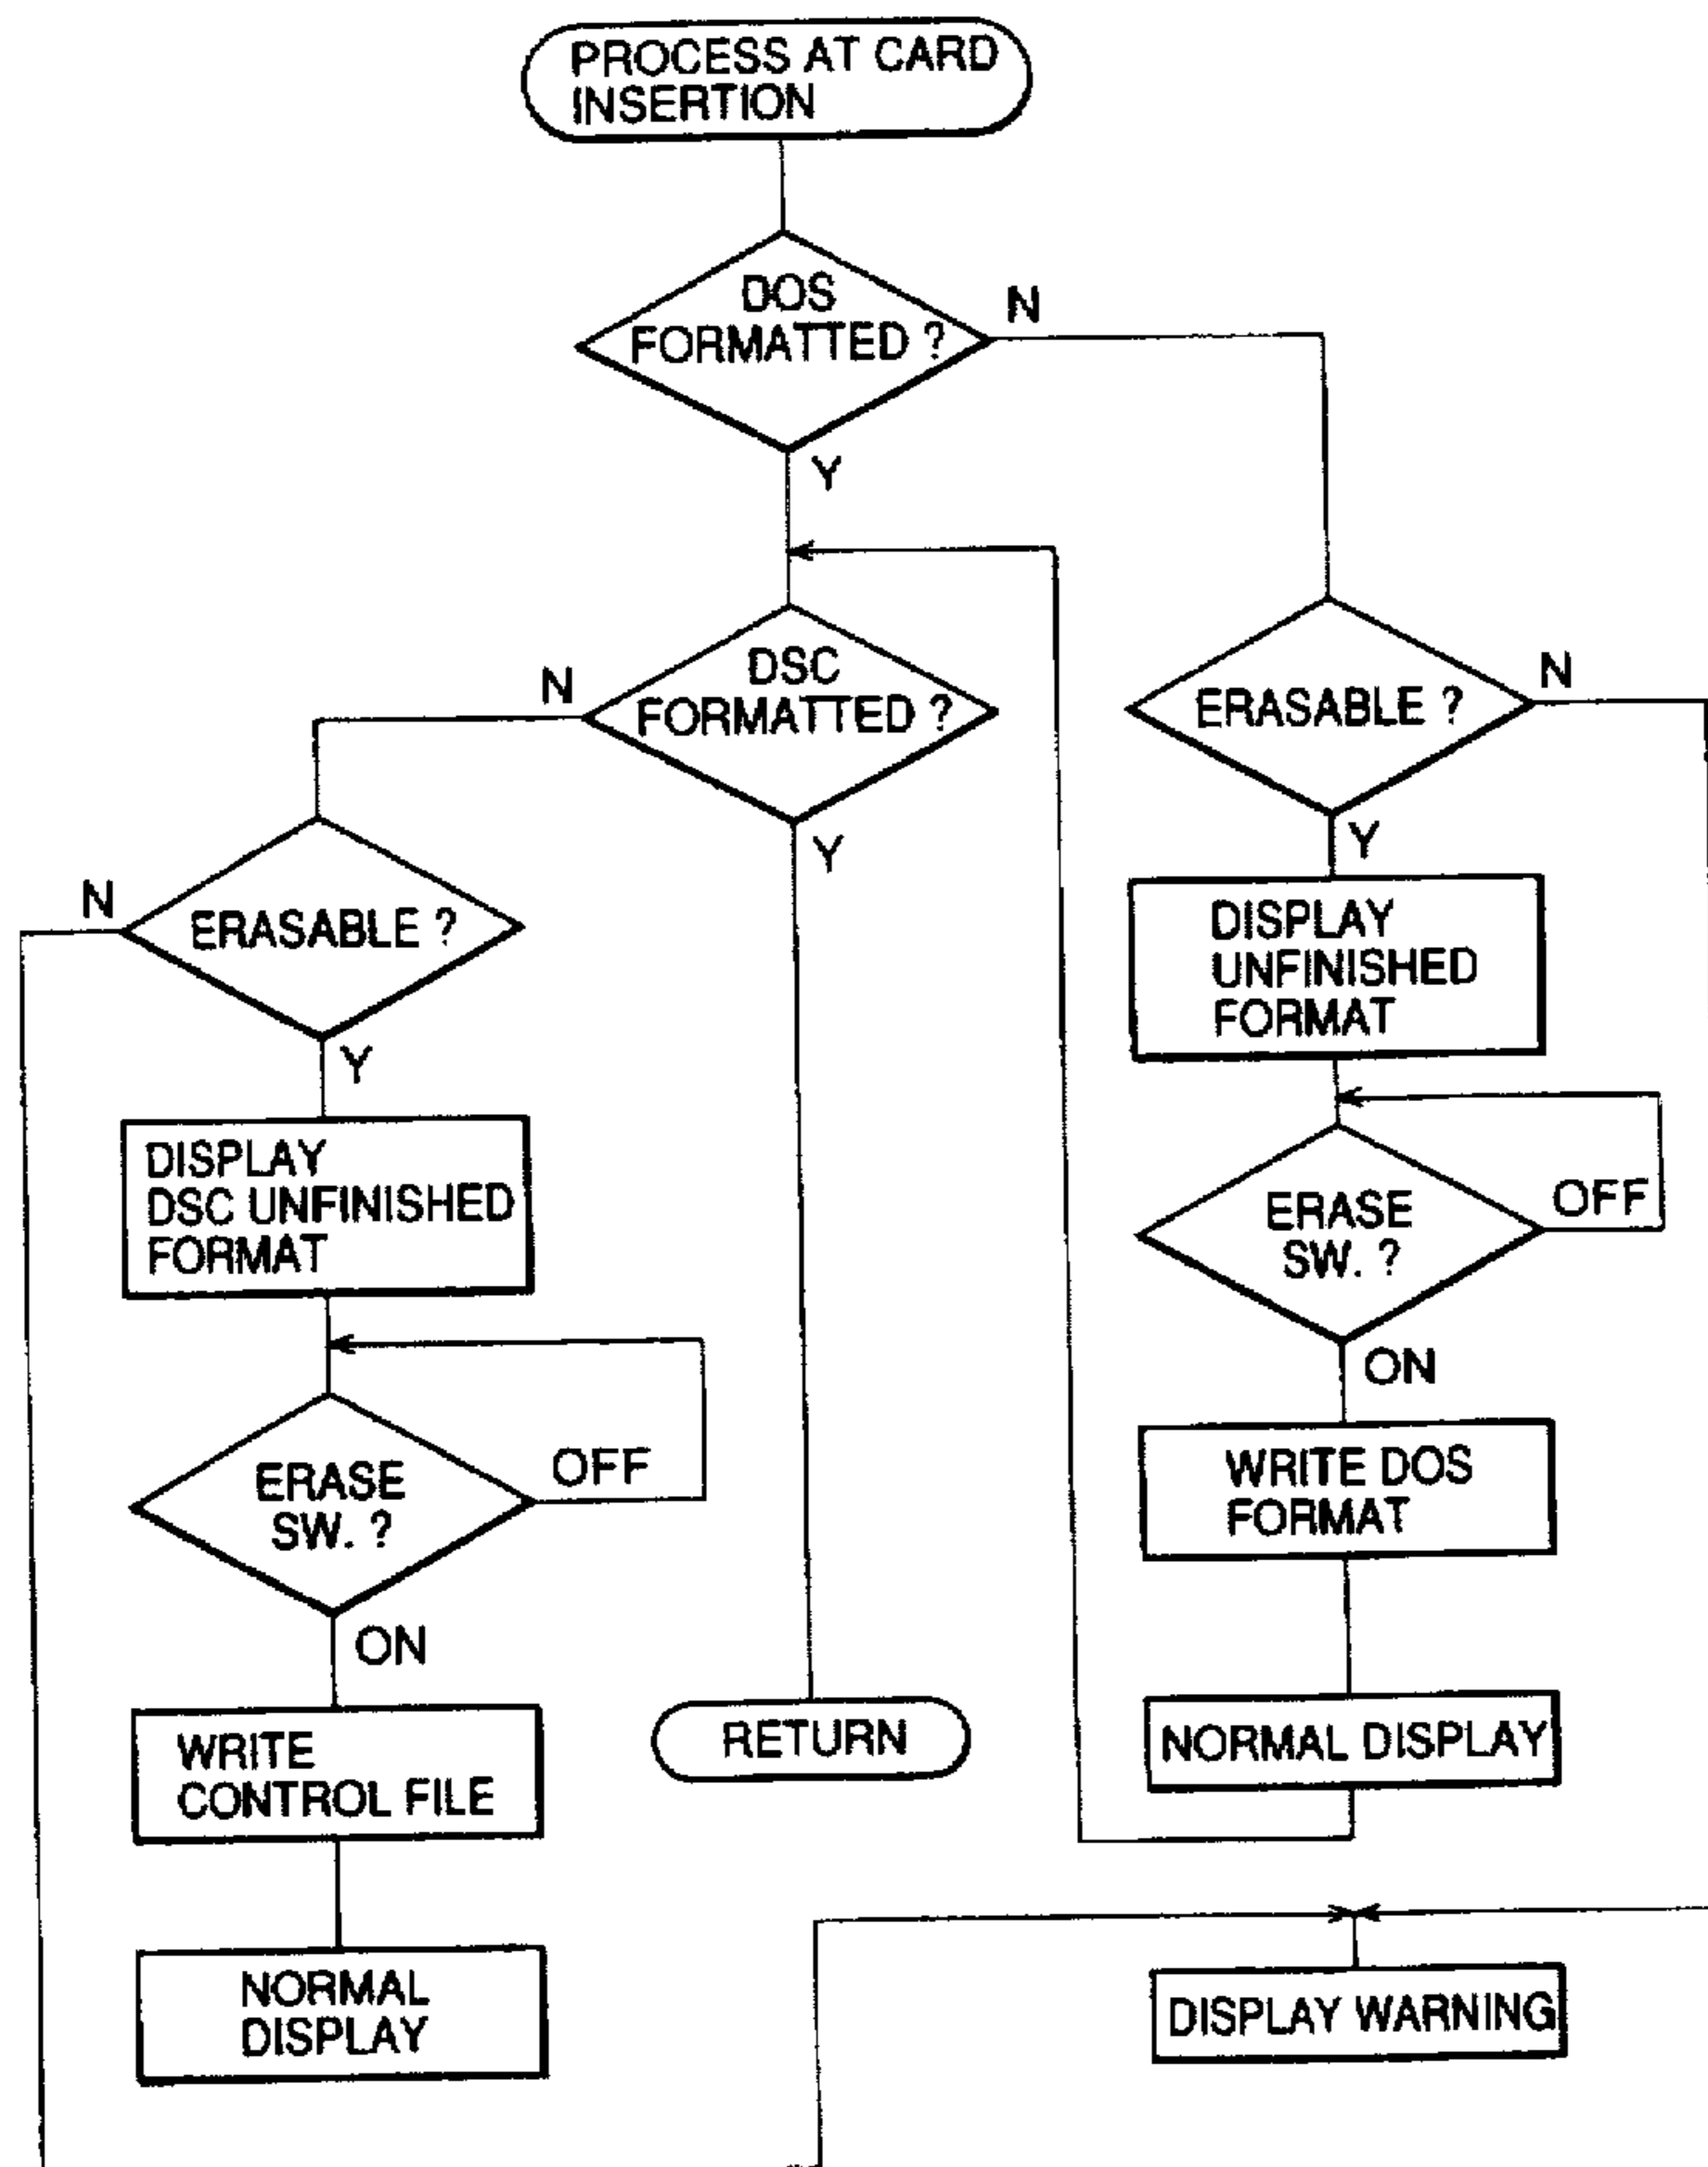 PROCESS AT CARD
INSERTION
DOS
FORMATTED ?
N
Y
DSC
FORMATTED ?
N
Y
ERASABLE ?
N
Y
DISPLAY
UNFINISHED
FORMAT
ERASE
SW. ?
OFF
ON
WRITE DOS
FORMAT
NORMAL DISPLAY
ERASABLE ?
N
Y
DISPLAY
DSC UNFINISHED
FORMAT
ERASE
SW. ?
OFF
ON
WRITE
CONTROL FILE
NORMAL
DISPLAY
RETURN
DISPLAY WARNING